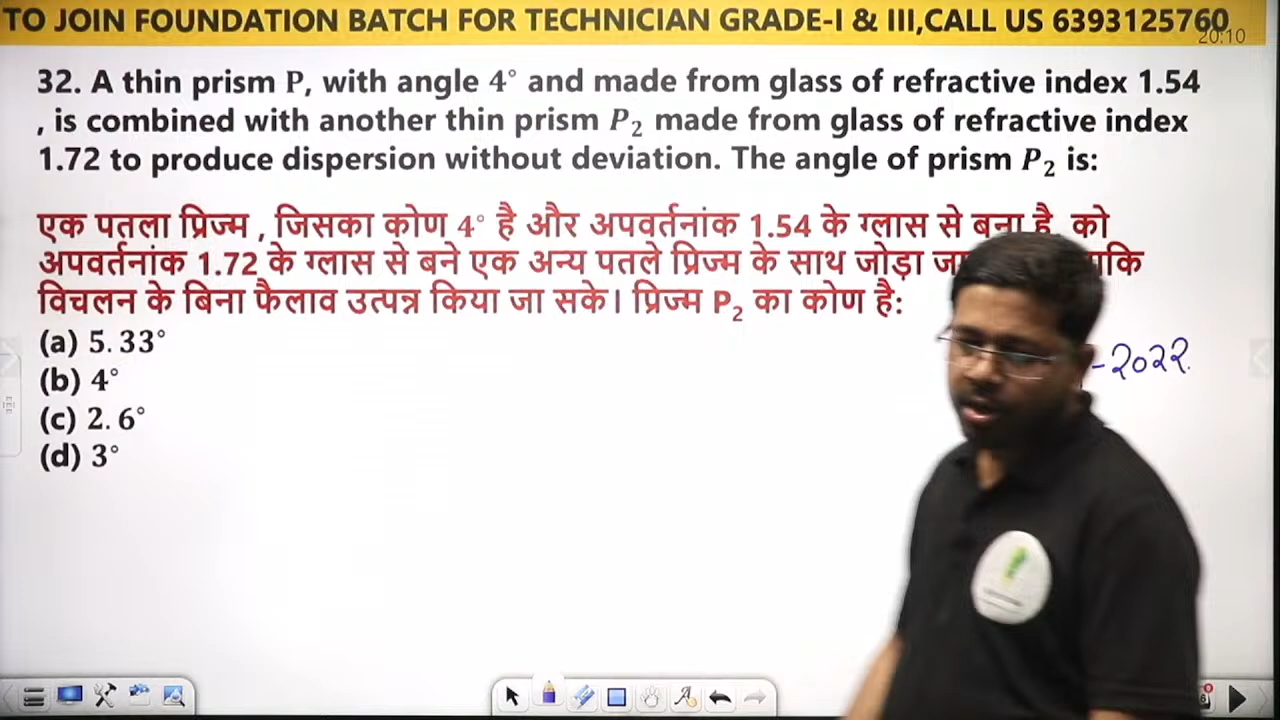 TO JOIN FOUNDATION BATCH FOR TECHNICIAN GRADE-I & III,CALL US 6393125760
20:10
32. A thin prism P, with angle 4° and made from glass of refractive index 1.54
, is combined with another thin prism P₂ made from glass of refractive index
1.72 to produce dispersion without deviation. The angle of prism P₂ is:
एक पतला प्रिज्म , जिसका कोण 4° है और अपवर्तनांक 1.54 के ग्लास से बना है, को
अपवर्तनांक 1.72 के ग्लास से बने एक अन्य पतले प्रिज्म के साथ जोड़ा
विचलन के बिना फैलाव उत्पन्न किया जा सके। प्रिज्म P₂ का कोण है:
(a) 5.33°
(b) 4°
-2022
(c) 2.6°
(d) 3°